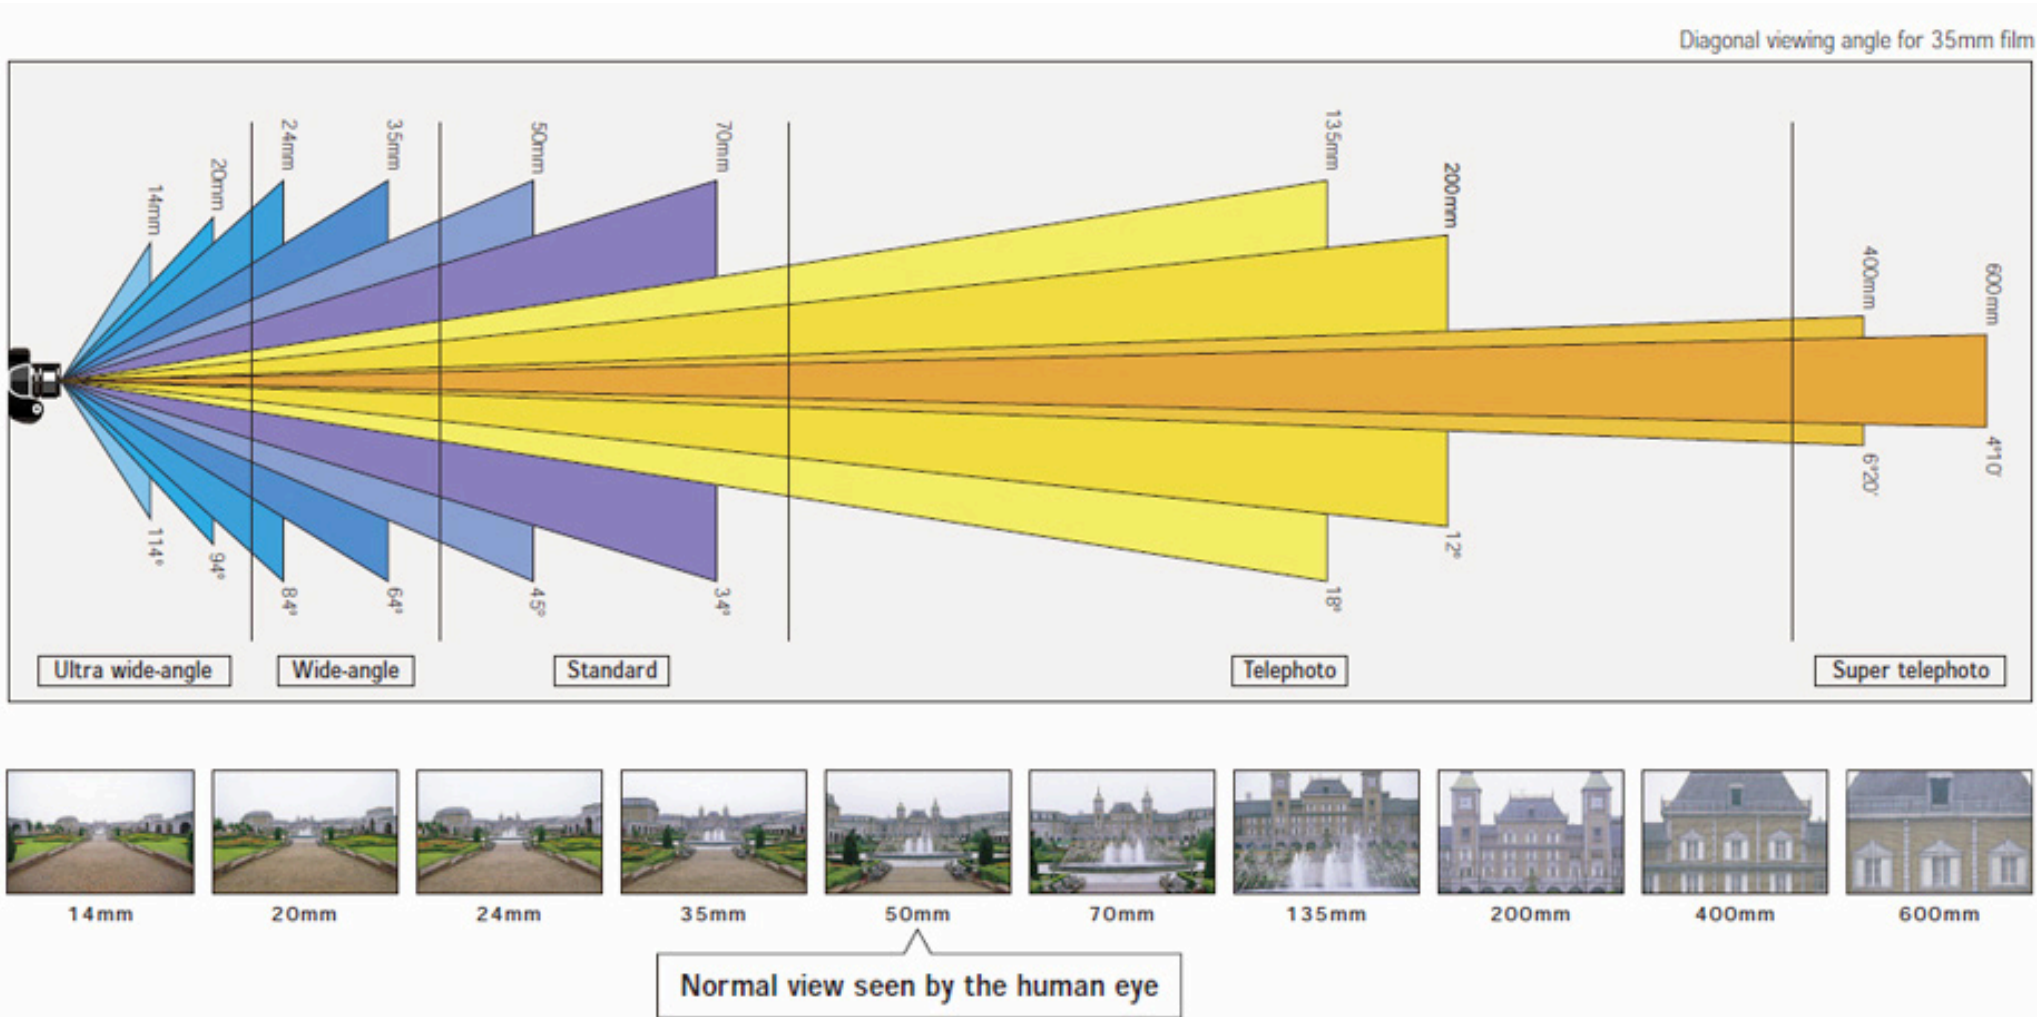 Diagonal viewing angle for 35mm film
14mm
20mm
24mm
35mm
50mm
70mm
135mm
200mm
400mm
600mm
114°
94°
84°
64°
45°
34°
18°
12°
6°20'
4°10'
Ultra wide-angle
Wide-angle
Standard
Telephoto
Super telephoto
14mm
20mm
24mm
35mm
50mm
70mm
135mm
200mm
400mm
600mm
Normal view seen by the human eye